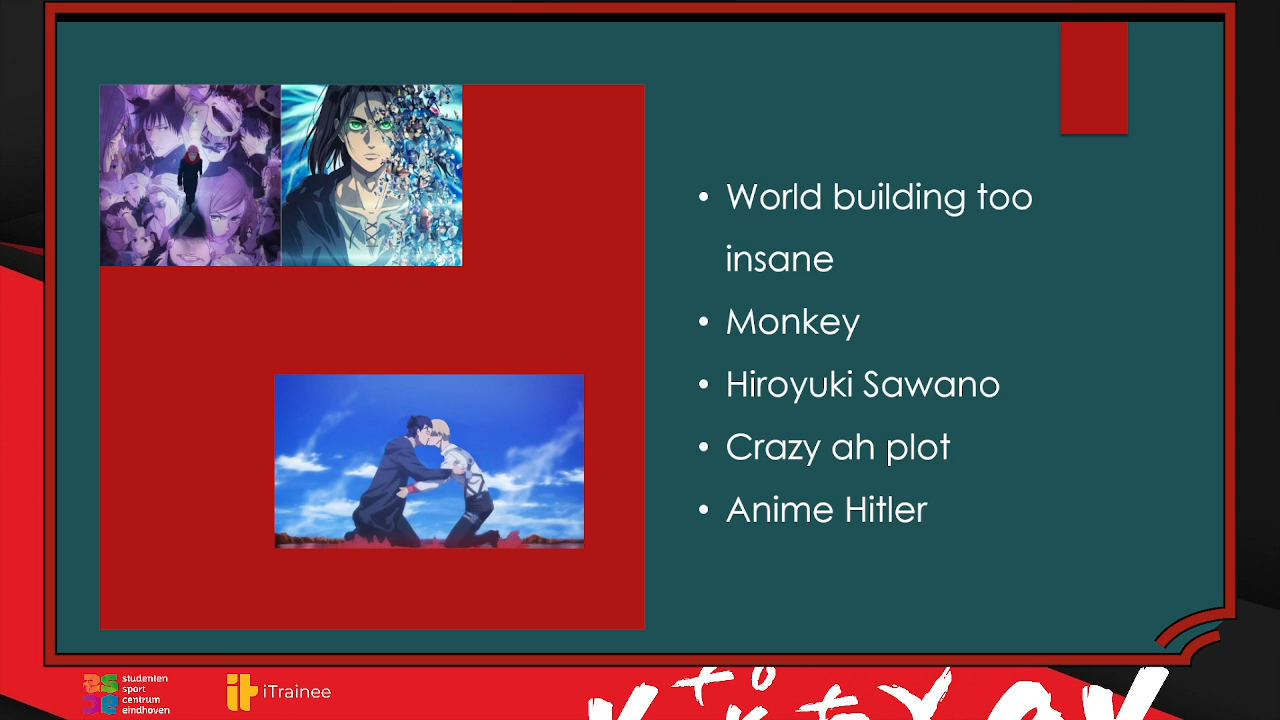 World building too
insane
Monkey
Hiroyuki Sawano
Crazy ah plot
Anime Hitler
studenten
sport
centrum
eindhoven
iTrainee